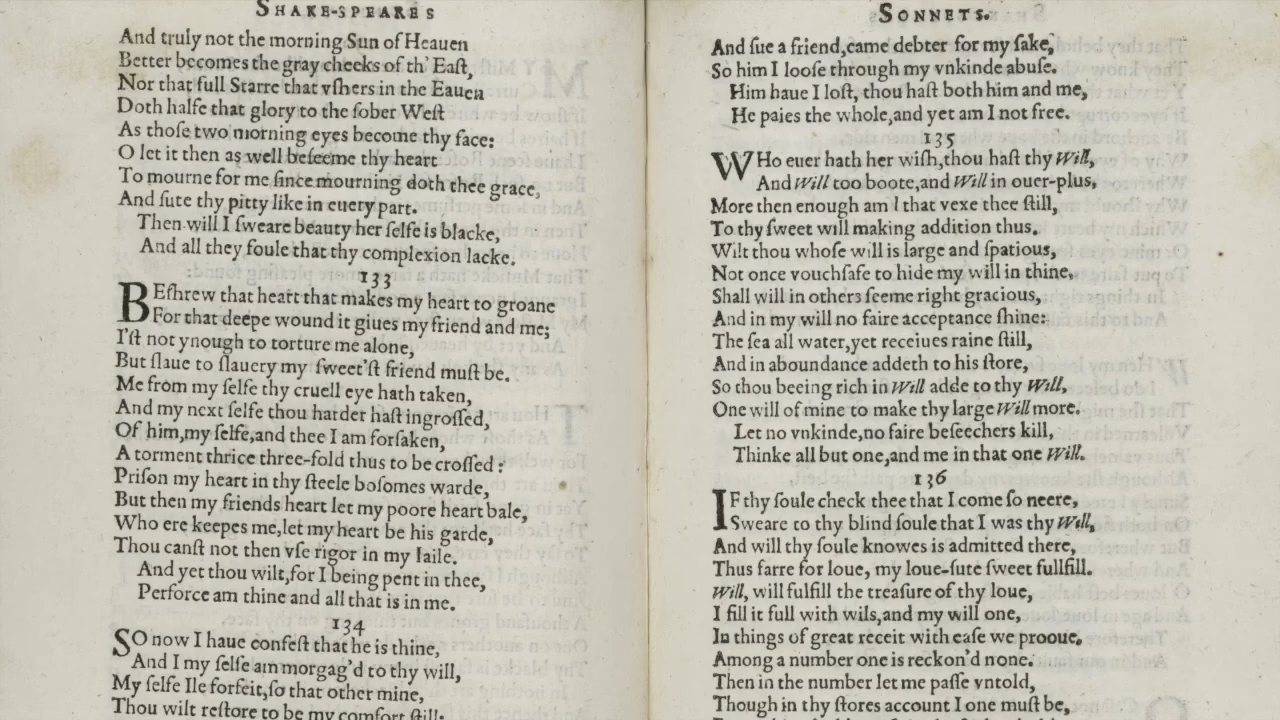 SHAKE-SPEARES
And truly not the morning Sun of Heauen
Better becomes the gray cheeks of th' East,
Nor that full Starre that vshers in the Eauen
Doth halfe that glory to the sober West
As those two morning eyes become thy face:
O let it then as well beseeme thy heart
To mourne for me since mourning doth thee grace,
And sute thy pitty like in euery part.
Then will I sweare beauty her selfe is blacke,
And all they foule that thy complexion lacke.
133
BEshrew that heart that makes my heart to groane
For that deepe wound it giues my friend and me;
I'st not ynough to torture me alone,
But slaue to slauery my sweet'st friend must be.
Me from my selfe thy cruell eye hath taken,
And my next selfe thou harder hast ingrossed,
Of him,my selfe,and thee I am forsaken,
A torment thrice three-fold thus to be crossed:
Prison my heart in thy steele bosomes warde,
But then my friends heart let my poore heart bale,
Who ere keepes me,let my heart be his garde,
Thou canst not then vse rigor in my Iaile.
And yet thou wilt,for I being pent in thee,
Perforce am thine and all that is in me.
134
SO now I haue confest that he is thine,
And I my selfe am morgag'd to thy will,
My selfe Ile forfeit,so that other mine,
Thou wilt restore to be my comfort still:
SONNETS.
And sue a friend,came debter for my sake,
So him I loose through my vnkinde abuse.
Him haue I lost, thou hast both him and me,
He paies the whole,and yet am I not free.
135
WHo euer hath her wish,thou hast thy Will,
And Will too boote,and Will in ouer-plus,
More then enough am I that vexe thee still,
To thy sweet will making addition thus.
Wilt thou whose will is large and spatious,
Not once vouchsafe to hide my will in thine,
Shall will in others seeme right gracious,
And in my will no faire acceptance shine:
The sea all water,yet receiues raine still,
And in aboundance addeth to his store,
So thou beeing rich in Will adde to thy Will,
One will of mine to make thy large Will more.
Let no vnkinde,no faire beseechers kill,
Thinke all but one,and me in that one Will.
136
IF thy soule check thee that I come so neere,
Sweare to thy blind soule that I was thy Will,
And will thy soule knowes is admitted there,
Thus farre for loue, my loue-sute sweet fullfill.
Will, will fulfill the treasure of thy loue,
I fill it full with wils,and my will one,
In things of great receit with ease we prooue,
Among a number one is reckon'd none.
Then in the number let me passe vntold,
Though in thy stores account I one must be,